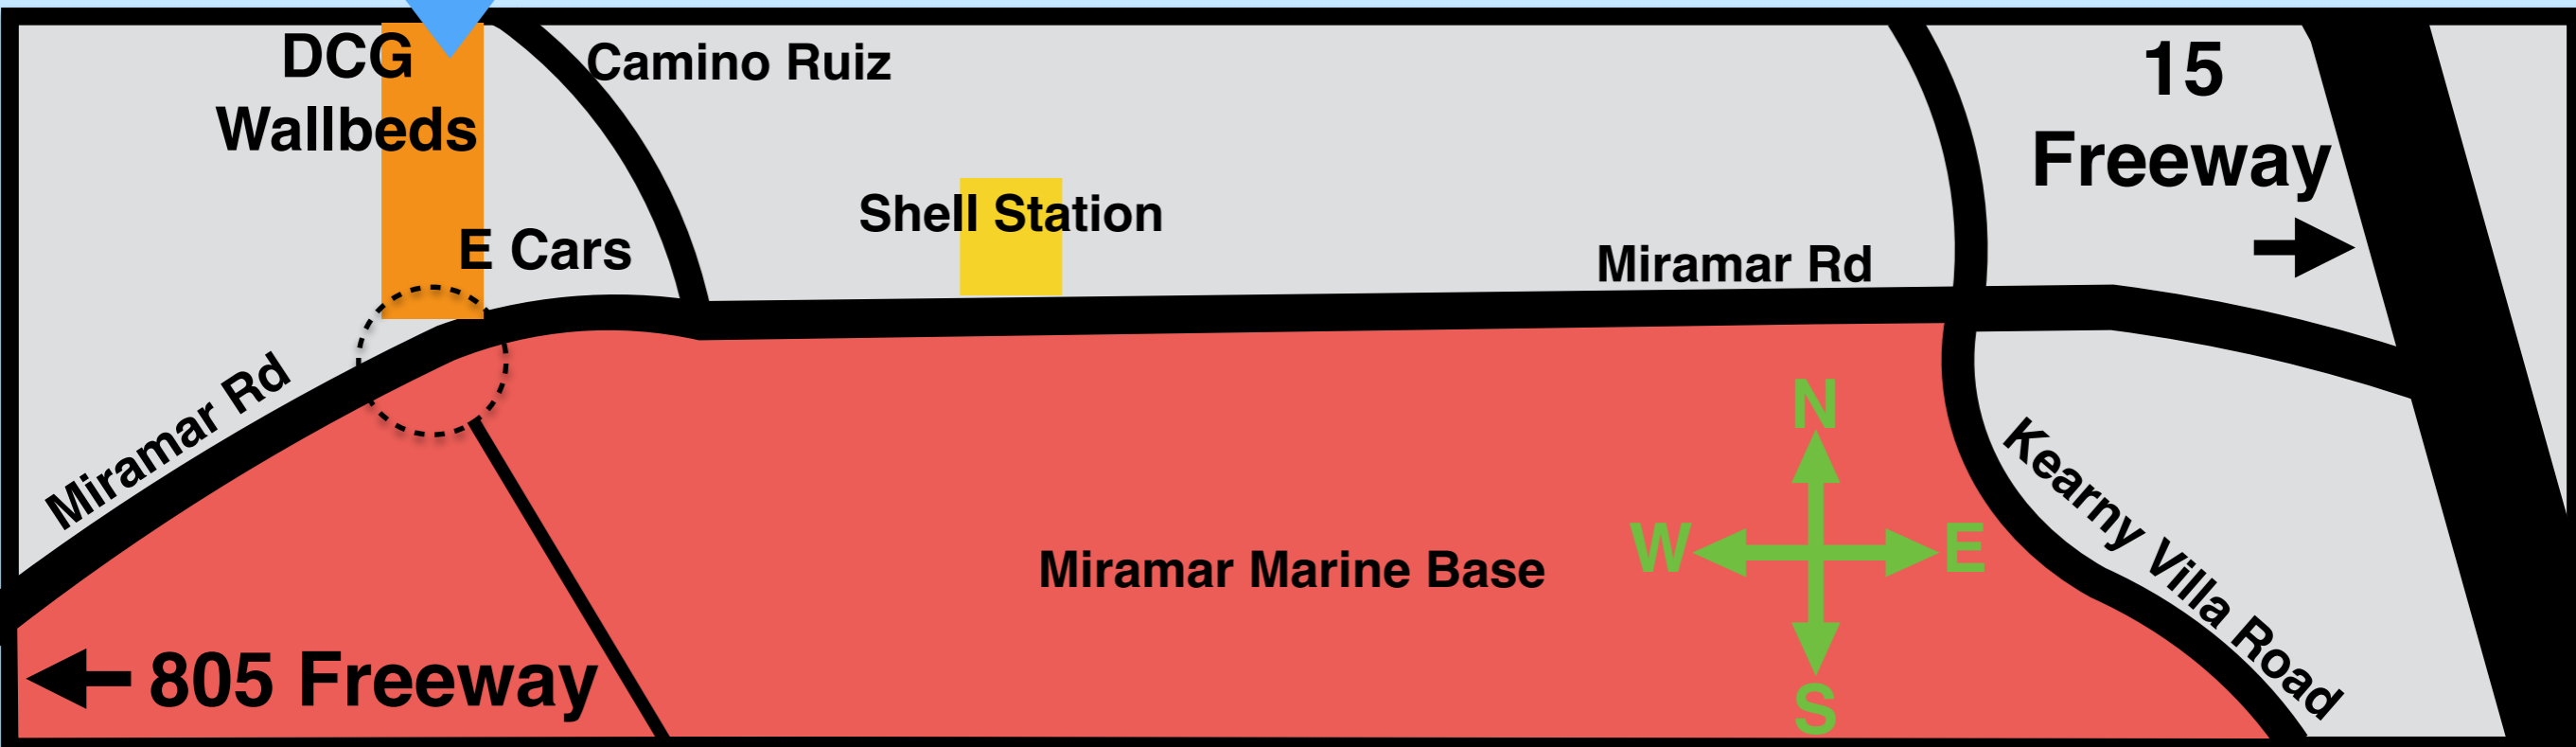 DCG
Wallbeds
Camino Ruiz
15
Freeway
Shell Station
E Cars
Miramar Rd
Miramar Rd
N
W
E
S
Kearny Villa Road
Miramar Marine Base
805 Freeway